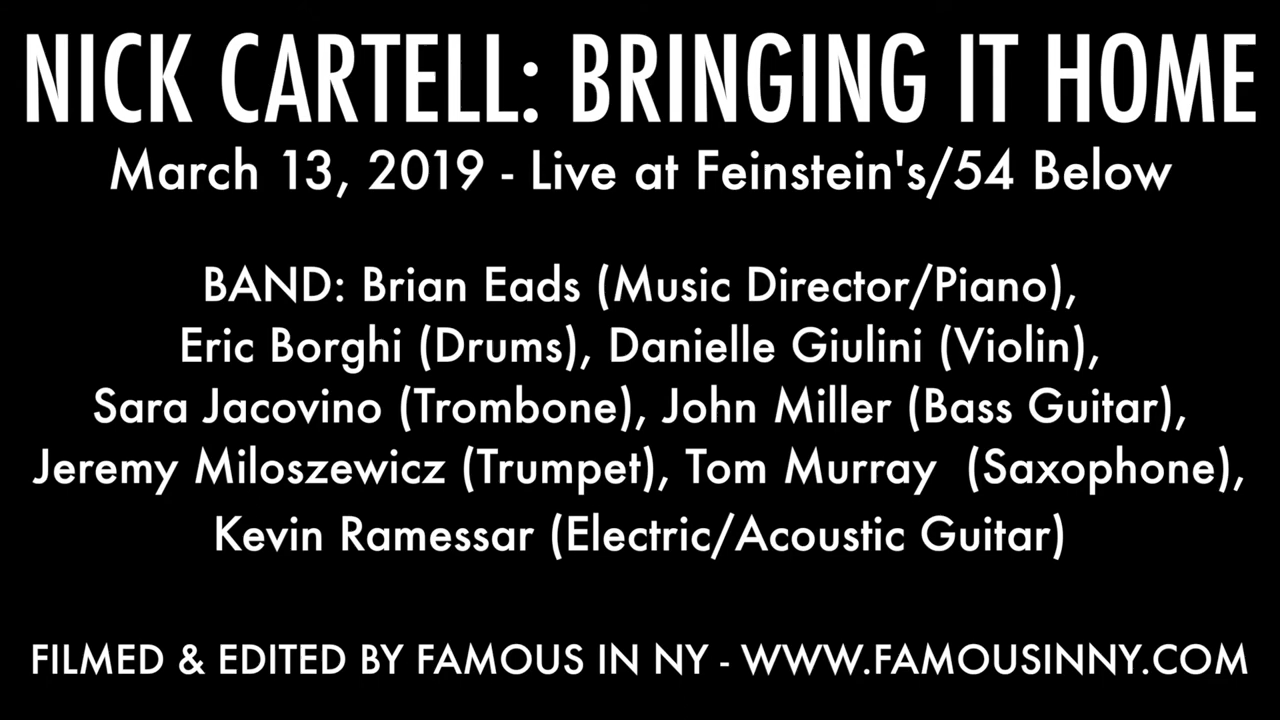 NICK CARTELL: BRINGING IT HOME
March 13, 2019 - Live at Feinstein's/54 Below
BAND: Brian Eads (Music Director/Piano),
Eric Borghi (Drums), Danielle Giulini (Violin),
Sara Jacovino (Trombone), John Miller (Bass Guitar),
Jeremy Miloszewicz (Trumpet), Tom Murray  (Saxophone),
Kevin Ramessar (Electric/Acoustic Guitar)
FILMED & EDITED BY FAMOUS IN NY - WWW.FAMOUSINNY.COM